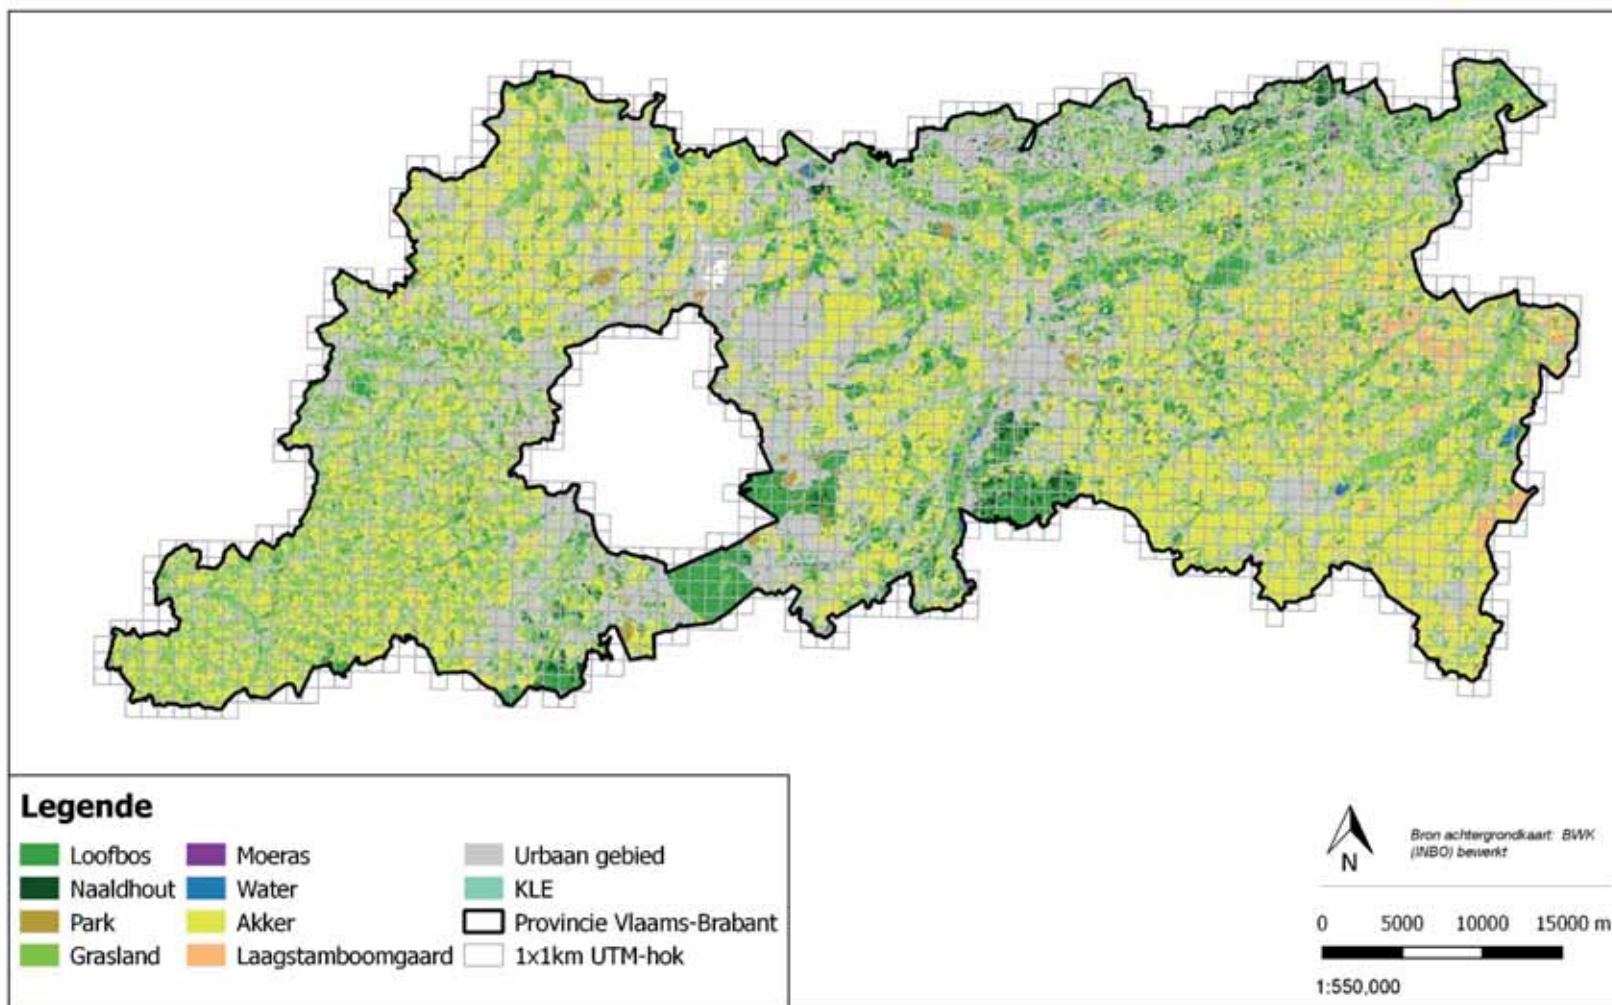 Legende
Loofbos
Naaldhout
Park
Grasland
Moeras
Water
Akker
Laagstamboomgaard
Urbaan gebied
KLE
Provincie Vlaams-Brabant
1x1km UTM-hok
N
Bron achtergrondkaart: BWK
(INBO) bewerkt
0 5000 10000 15000 m
1:550,000